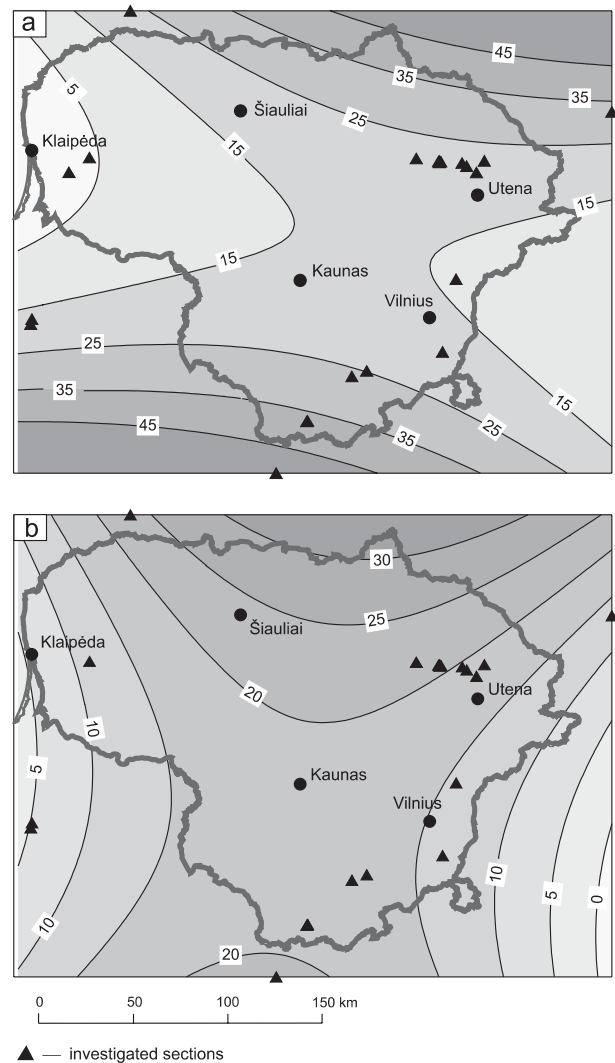 a
45
35
35
5
Šiauliai
25
Klaipėda
15
Utena
15
15
Kaunas
Vilnius
25
35
15
45
35
25
b
30
Šiauliai
25
Klaipėda
20
Utena
10
5
Kaunas
Vilnius
10
5
0
10
20
0 50 100 150 km
— investigated sections